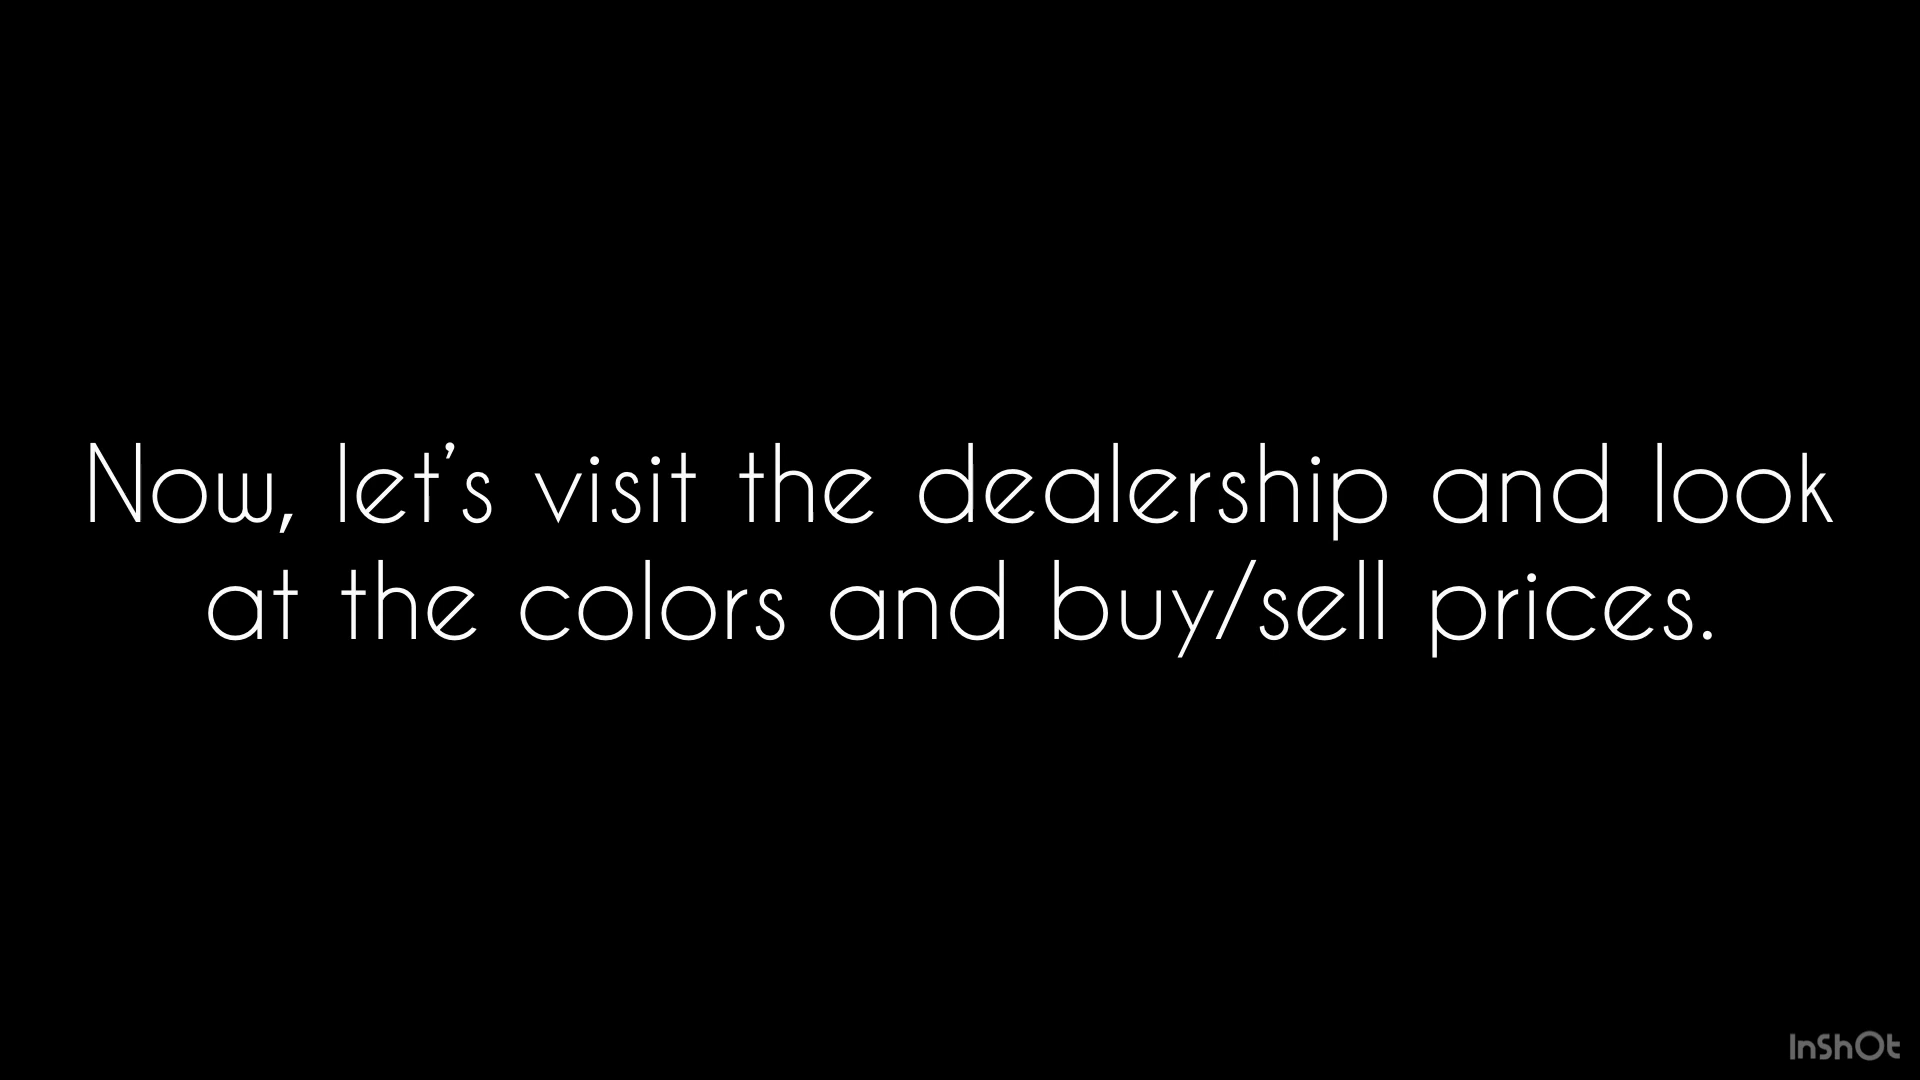 Now, let’s visit the dealership and look
at the colors and buy/sell prices.
InShOt